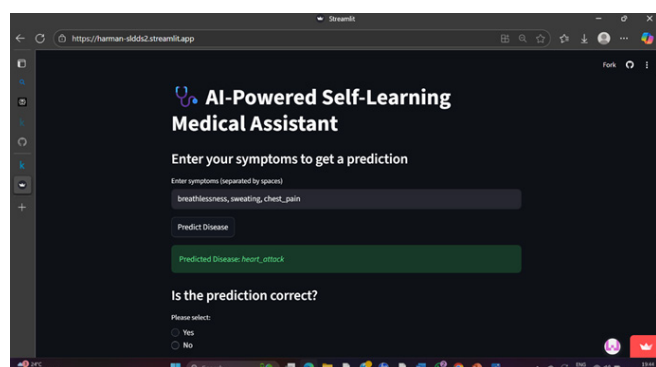 Streamlit
https://harman-sldds2.streamlit.app
Fork
AI-Powered Self-Learning
Medical Assistant
Enter your symptoms to get a prediction
Enter symptoms (separated by spaces)
breathlessness, sweating, chest_pain
Predict Disease
Predicted Disease: heart_attack
Is the prediction correct?
Please select:
Yes
No
24°C
ENG